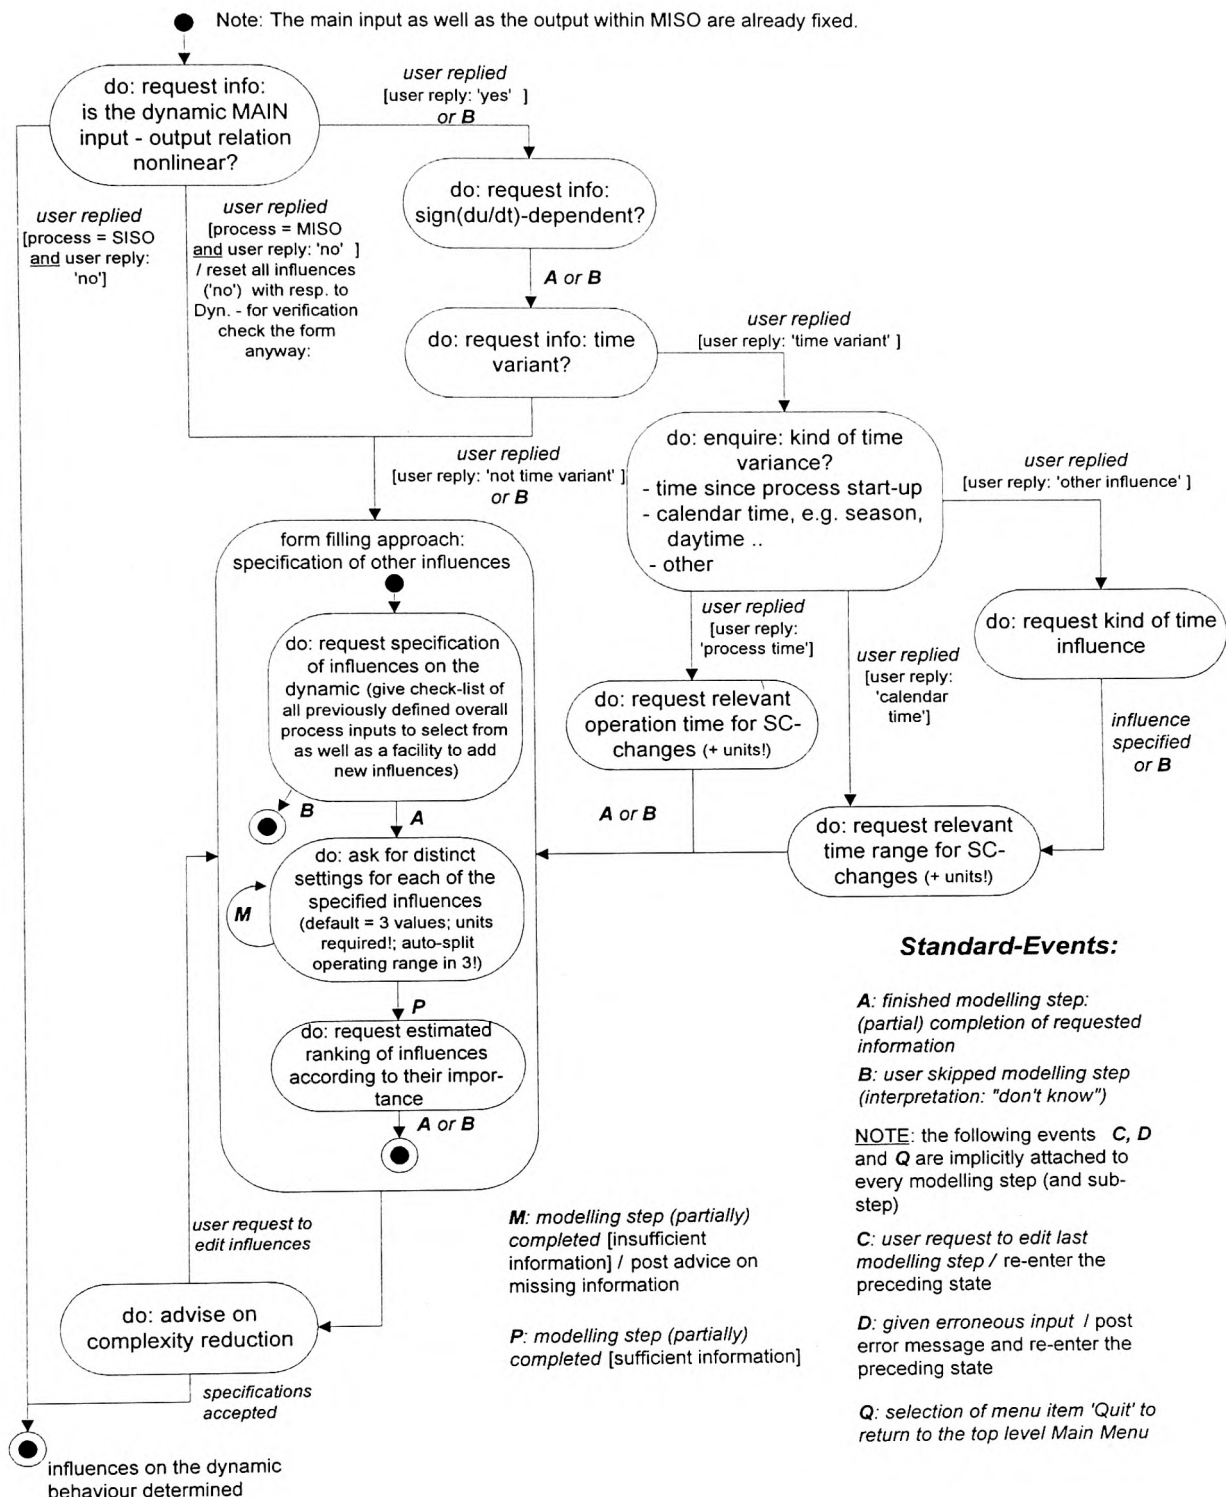 Note: The main input as well as the output within MISO are already fixed.
do: request info:
is the dynamic MAIN
input - output relation
nonlinear?
user replied
[user reply: 'yes' ]
or B
do: request info:
sign(du/dt)-dependent?
user replied
[process = SISO
and user reply:
'no']
user replied
[process = MISO
and user reply: 'no' ]
/ reset all influences
('no') with resp. to
Dyn. - for verification
check the form
anyway:
A or B
do: request info: time
variant?
user replied
[user reply: 'time variant' ]
user replied
[user reply: 'not time variant' ]
or B
do: enquire: kind of time
variance?
- time since process start-up
- calendar time, e.g. season,
daytime ..
- other
user replied
[user reply: 'other influence' ]
form filling approach:
specification of other influences
do: request specification
of influences on the
dynamic (give check-list of
all previously defined overall
process inputs to select from
as well as a facility to add
new influences)
user replied
[user reply:
'process time']
user replied
[user reply:
'calendar
time']
do: request kind of time
influence
do: request relevant
operation time for SC-
changes (+ units!)
influence
specified
or B
B
A
A or B
do: request relevant
time range for SC-
changes (+ units!)
do: ask for distinct
settings for each of the
specified influences
(default = 3 values; units
required!; auto-split
operating range in 3!)
M
P
do: request estimated
ranking of influences
according to their impor-
tance
A or B
user request to
edit influences
do: advise on
complexity reduction
specifications
accepted
influences on the dynamic
behaviour determined
M: modelling step (partially)
completed [insufficient
information] / post advice on
missing information
P: modelling step (partially)
completed [sufficient information]
Standard-Events:
A: finished modelling step:
(partial) completion of requested
information
B: user skipped modelling step
(interpretation: "don't know")
NOTE: the following events C, D
and Q are implicitly attached to
every modelling step (and sub-
step)
C: user request to edit last
modelling step / re-enter the
preceding state
D: given erroneous input / post
error message and re-enter the
preceding state
Q: selection of menu item 'Quit' to
return to the top level Main Menu